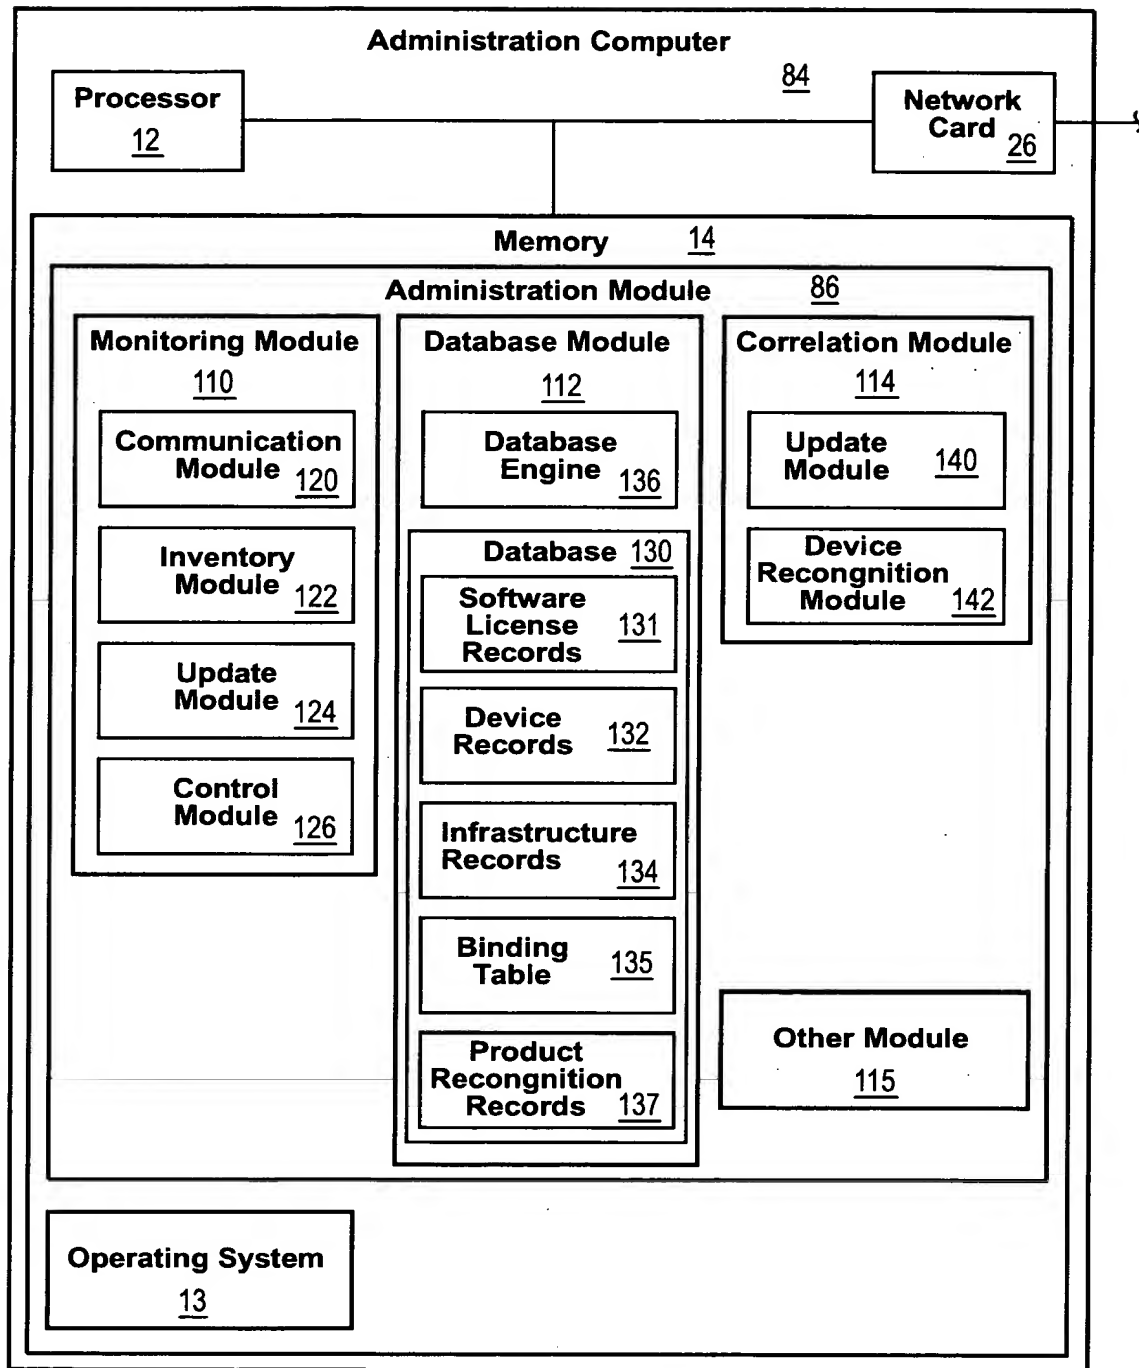 Administration Computer
84
Processor
12
Network
Card
26
Memory 14
Administration Module 86
Monitoring Module
110
Communication
Module 120
Inventory
Module 122
Update
Module 124
Control
Module 126
Database Module
112
Database
Engine 136
Database 130
Software
License 131
Records
Device
Records 132
Infrastructure
Records 134
Binding
Table 135
Product
Recongnition
Records 137
Correlation Module
114
Update
Module 140
Device
Recongnition
Module 142
Other Module
115
Operating System
13